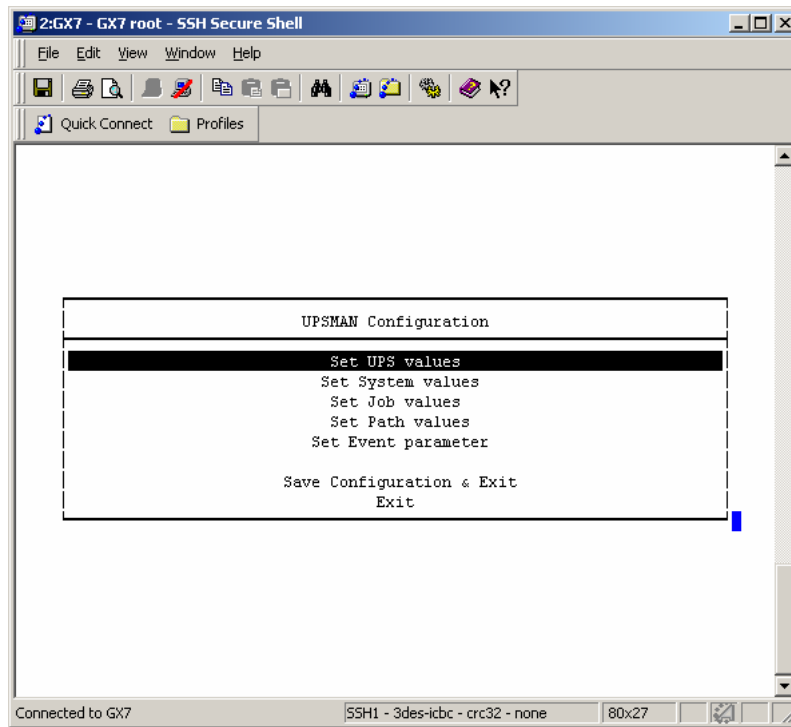 2:GX7 - GX7 root - SSH Secure Shell
File Edit View Window Help
Quick Connect Profiles
UPSMAN Configuration
Set UPS values
Set System values
Set Job values
Set Path values
Set Event parameter
Save Configuration & Exit
Exit
Connected to GX7 SSH1 - 3des-icbc - crc32 - none 80x27